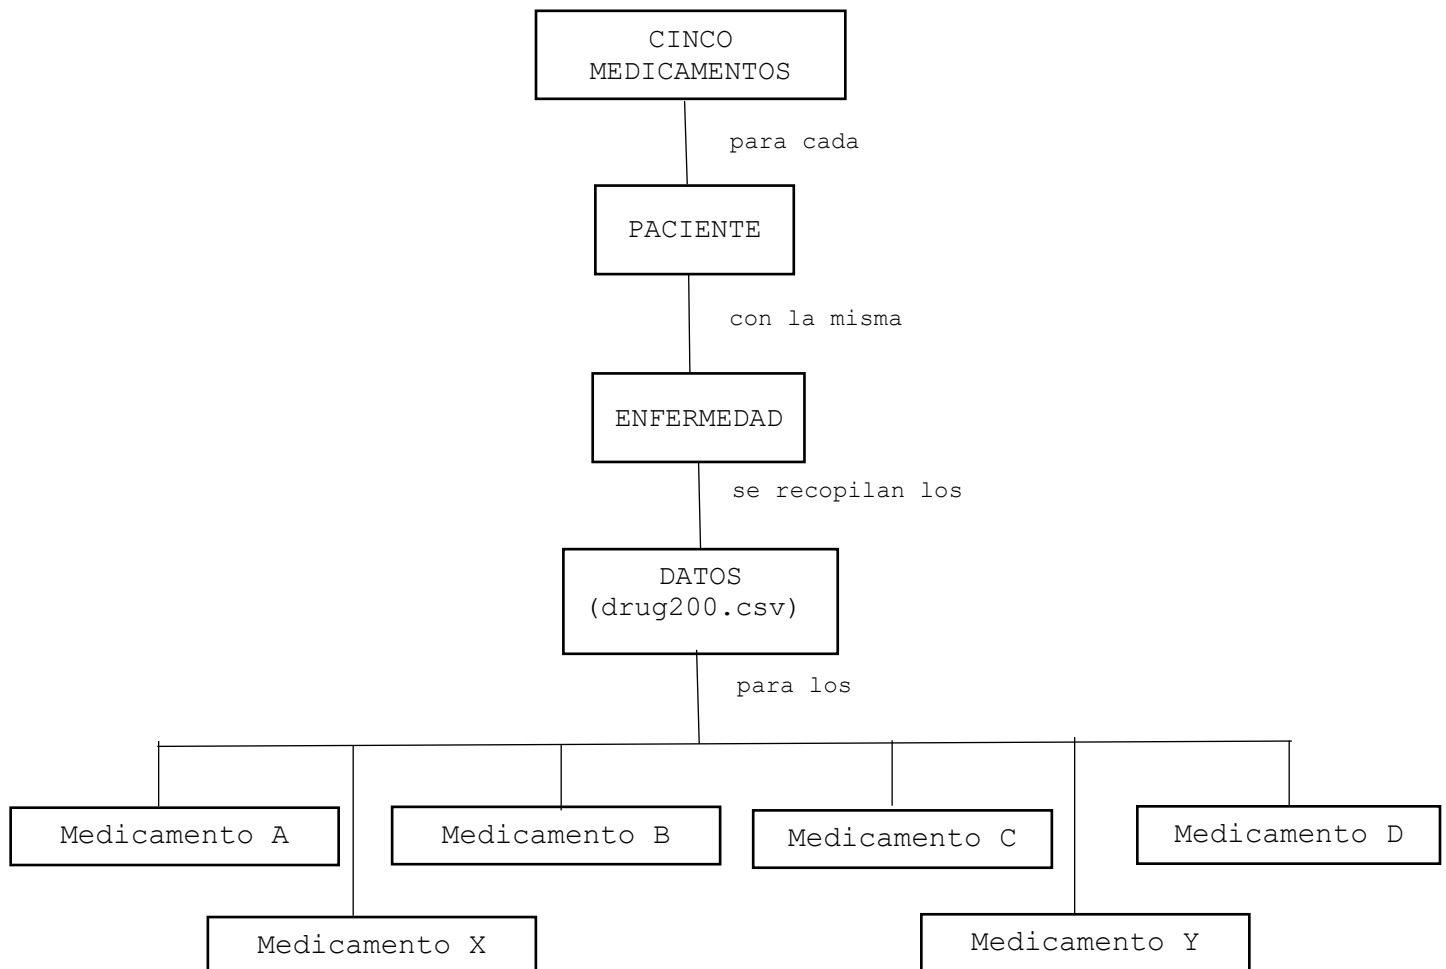 CINCO
MEDICAMENTOS
para cada
PACIENTE
con la misma
ENFERMEDAD
se recopilan los
DATOS
(drug200.csv)
para los
Medicamento A
Medicamento B
Medicamento C
Medicamento D
Medicamento X
Medicamento Y